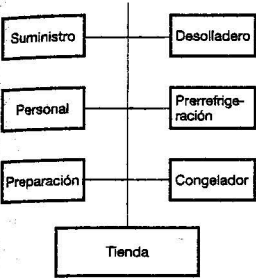 Suministro
Desolladero
Personal
Prerrefrige-
ración
Preparación
Congelador
Tienda